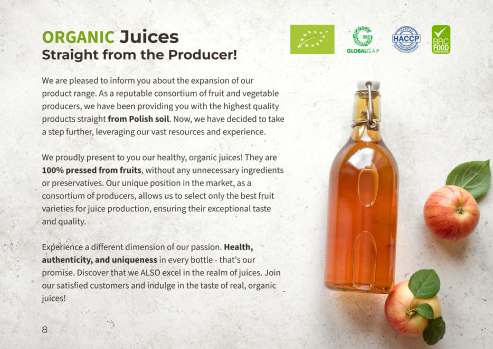 ORGANIC Juices
Straight from the Producer!
GLOBALG.A.P
HACCP
BRC
FOOD
We are pleased to inform you about the expansion of our
product range. As a reputable consortium of fruit and vegetable
producers, we have been providing you with the highest quality
products straight from Polish soil. Now, we have decided to take
a step further, leveraging our vast resources and experience.
We proudly present to you our healthy, organic juices! They are
100% pressed from fruits, without any unnecessary ingredients
or preservatives. Our unique position in the market, as a
consortium of producers, allows us to select only the best fruit
varieties for juice production, ensuring their exceptional taste
and quality.
Experience a different dimension of our passion. Health,
authenticity, and uniqueness in every bottle - that's our
promise. Discover that we ALSO excel in the realm of juices. Join
our satisfied customers and indulge in the taste of real, organic
juices!
8